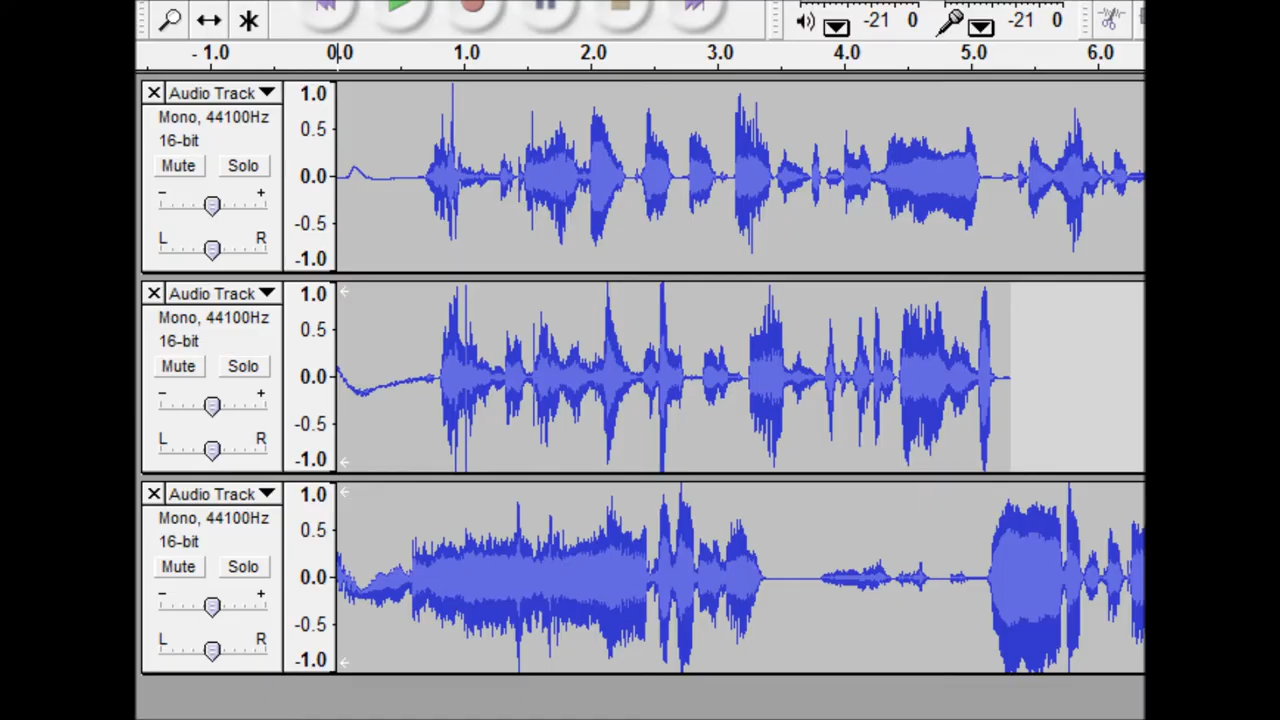 -21 0 -21 0
- 1.0 0.0 1.0 2.0 3.0 4.0 5.0 6.0
Audio Track
Mono, 44100Hz
16-bit
Mute Solo
- +
L R
1.0
0.5
0.0
-0.5
-1.0
Audio Track
Mono, 44100Hz
16-bit
Mute Solo
- +
L R
1.0
0.5
0.0
-0.5
-1.0
Audio Track
Mono, 44100Hz
16-bit
Mute Solo
- +
L R
1.0
0.5
0.0
-0.5
-1.0